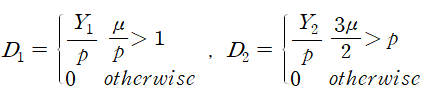 D₁ = { Y₁/p  μ/p > 1 ; 0 otherwise , D₂ = { Y₂/p  3μ/2 > p ; 0 otherwise